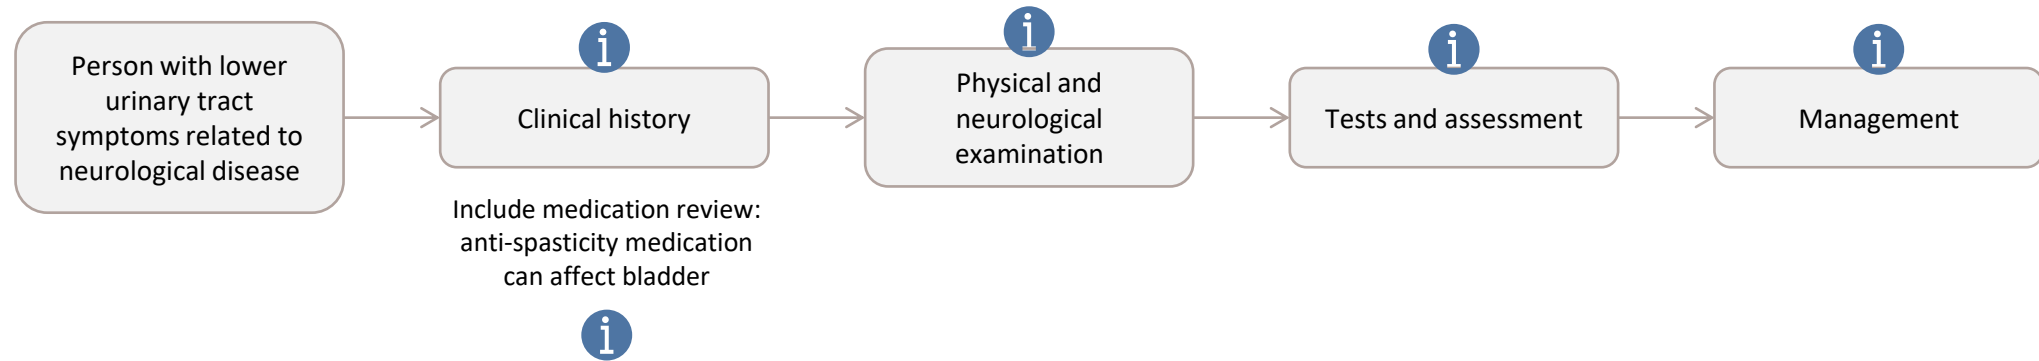 Person with lower
urinary tract
symptoms related to
neurological disease
i
Clinical history
Include medication review:
anti-spasticity medication
can affect bladder
i
i
Physical and
neurological
examination
i
Tests and assessment
i
Management